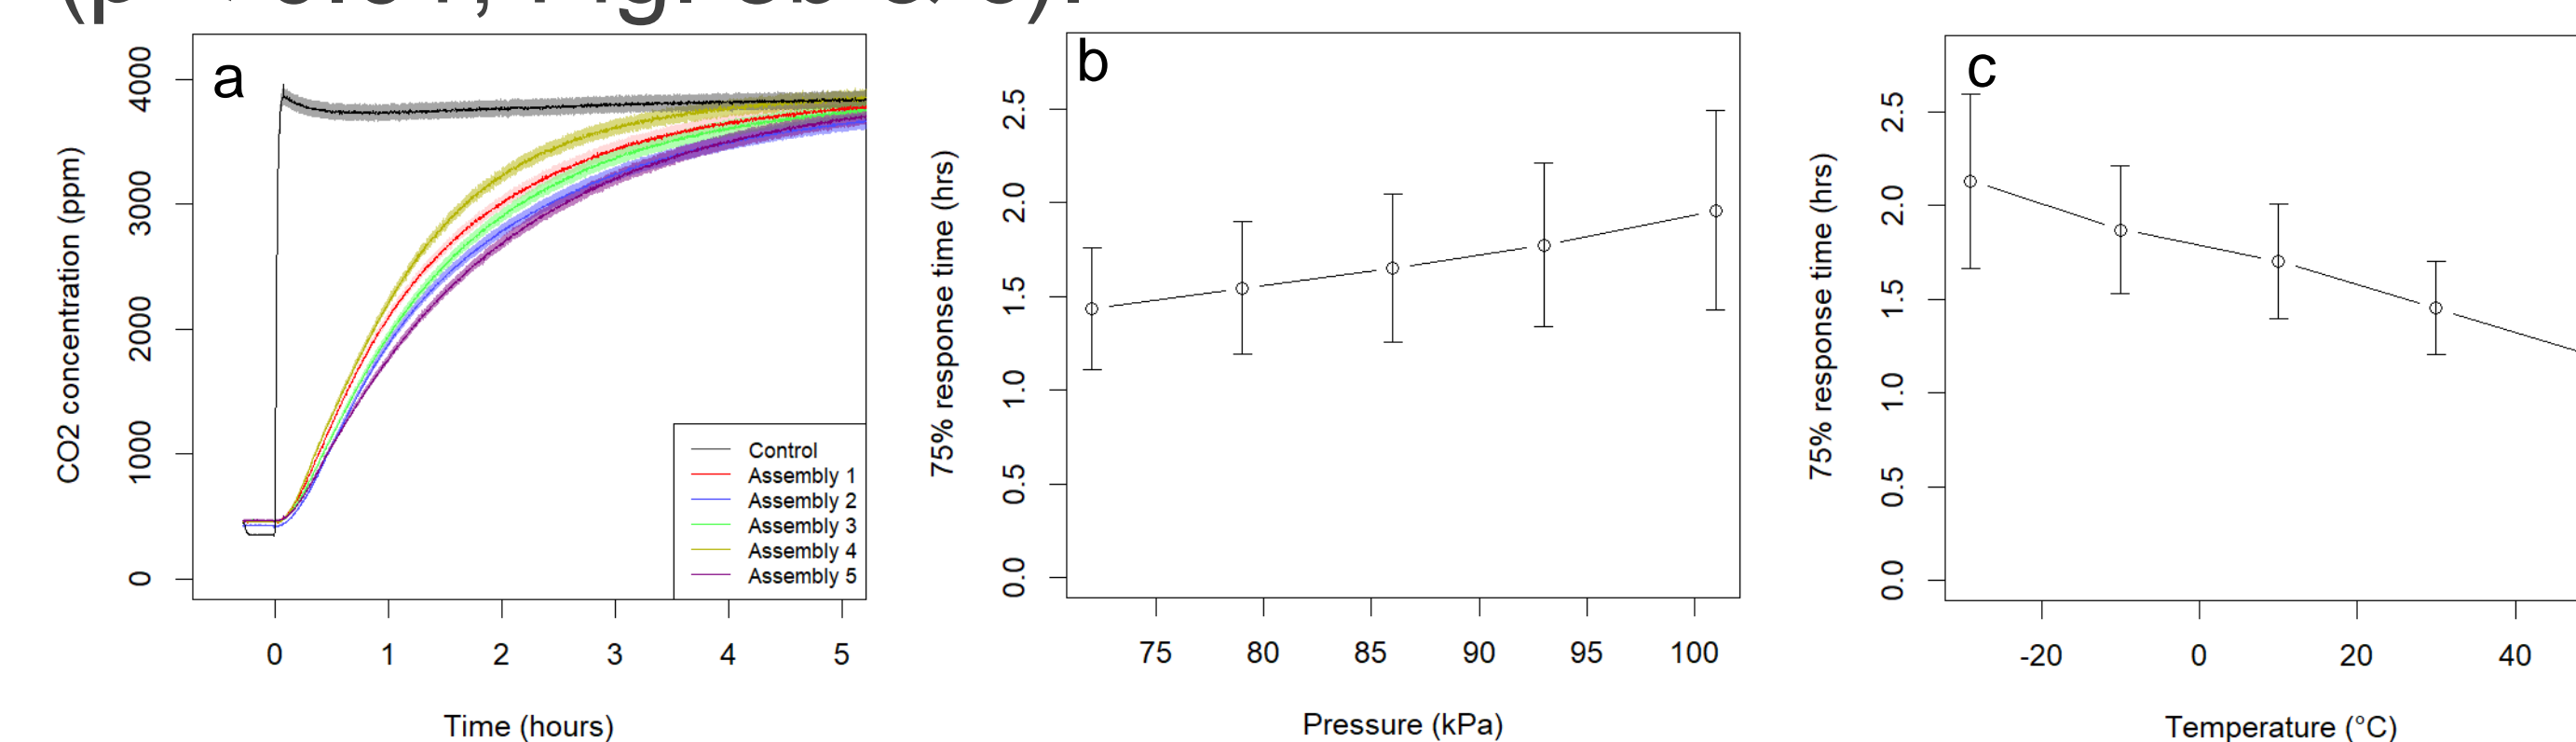 a
CO2 concentration (ppm)
4000
3000
2000
1000
0
Control
Assembly 1
Assembly 2
Assembly 3
Assembly 4
Assembly 5
0 1 2 3 4 5
Time (hours)
b
75% response time (hrs)
2.5
2.0
1.5
1.0
0.5
0.0
75 80 85 90 95 100
Pressure (kPa)
c
75% response time (hrs)
2.5
2.0
1.5
1.0
0.5
0.0
-20 0 20 40
Temperature (°C)